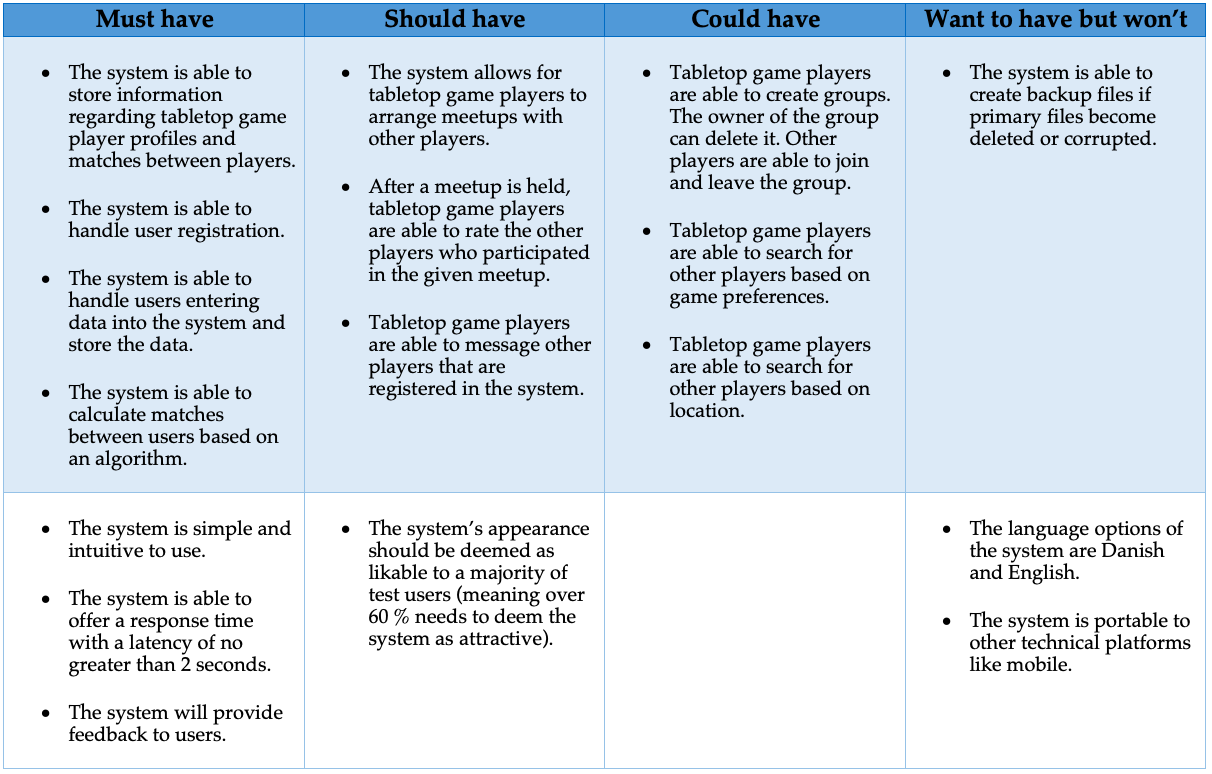 Must have
Should have
Could have
Want to have but won’t
• The system is able to
store information
regarding tabletop game
player profiles and
matches between players.
• The system is able to
handle user registration.
• The system is able to
handle users entering
data into the system and
store the data.
• The system is able to
calculate matches
between users based on
an algorithm.
• The system allows for
tabletop game players to
arrange meetups with
other players.
• After a meetup is held,
tabletop game players
are able to rate the other
players who participated
in the given meetup.
• Tabletop game players
are able to message other
players that are
registered in the system.
• Tabletop game players
are able to create groups.
The owner of the group
can delete it. Other
players are able to join
and leave the group.
• Tabletop game players
are able to search for
other players based on
game preferences.
• Tabletop game players
are able to search for
other players based on
location.
• The system is able to
create backup files if
primary files become
deleted or corrupted.
• The system is simple and
intuitive to use.
• The system is able to
offer a response time
with a latency of no
greater than 2 seconds.
• The system will provide
feedback to users.
• The system’s appearance
should be deemed as
likable to a majority of
test users (meaning over
60 % needs to deem the
system as attractive).
• The language options of
the system are Danish
and English.
• The system is portable to
other technical platforms
like mobile.